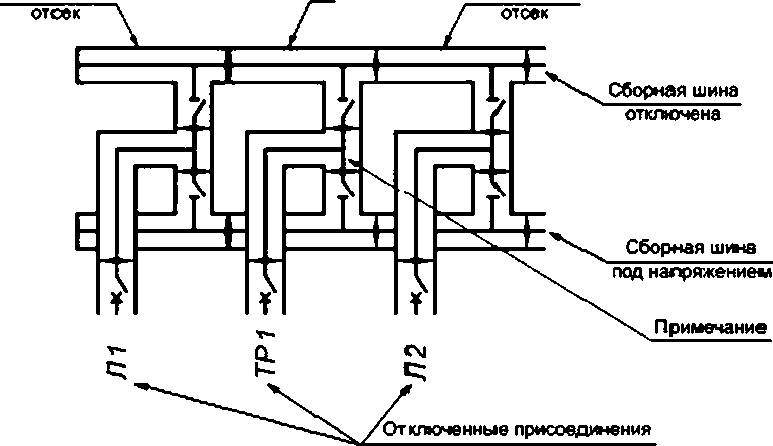 отсек
отсек
Сборная шина
отключена
Сборная шина
под напряжением
Примечание
Л1
ТР1
Л2
Отключенные присоединения